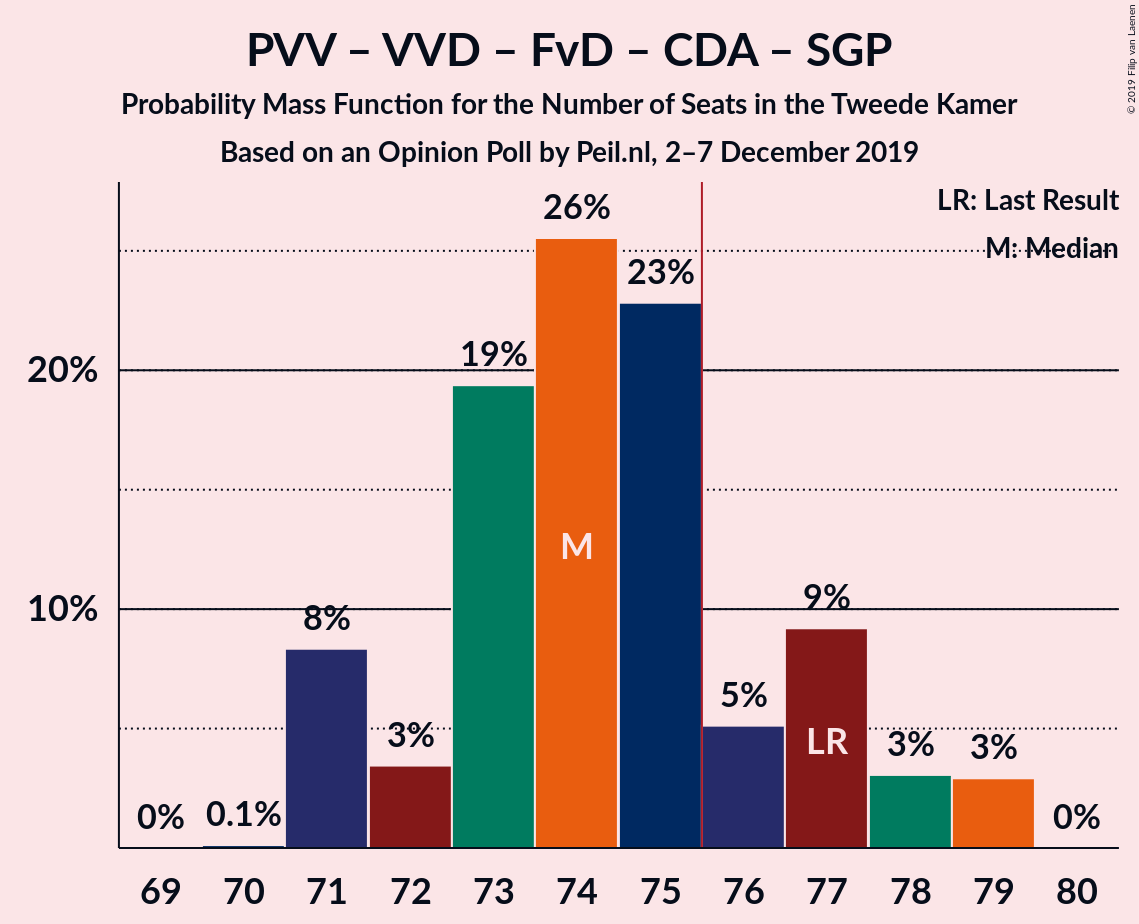 PVV – VVD – FvD – CDA – SGP
Probability Mass Function for the Number of Seats in the Tweede Kamer
Based on an Opinion Poll by Peil.nl, 2–7 December 2019
© 2019 Filip van Laenen
LR: Last Result
M: Median
26%
23%
19%
20%
M
10%
9%
8%
5%
LR
3%
3%
3%
0%
0.1%
0%
69 70 71 72 73 74 75 76 77 78 79 80